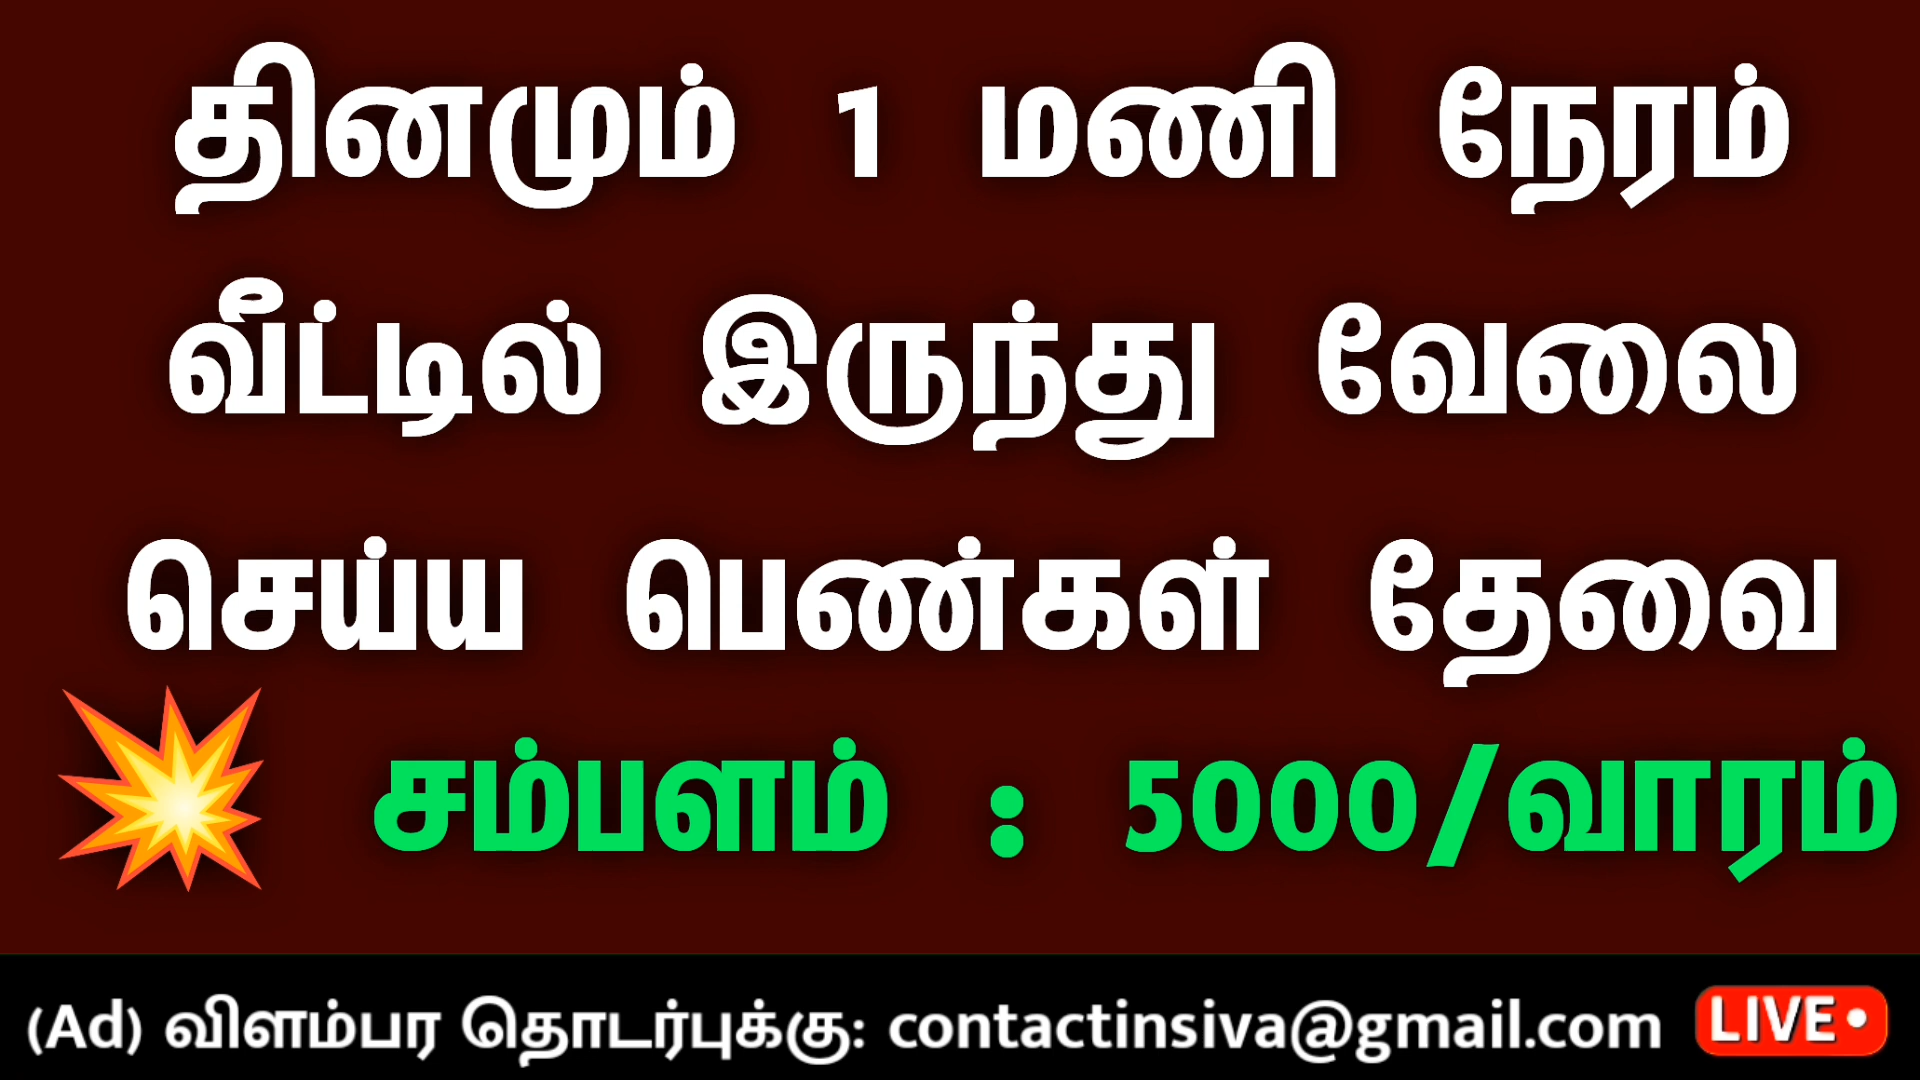 தினமும் 1 மணி நேரம்
வீட்டில் இருந்து வேலை
செய்ய பெண்கள் தேவை
சம்பளம் : 5000/வாரம்
(Ad) விளம்பர தொடர்புக்கு: contactinsiva@gmail.com LIVE